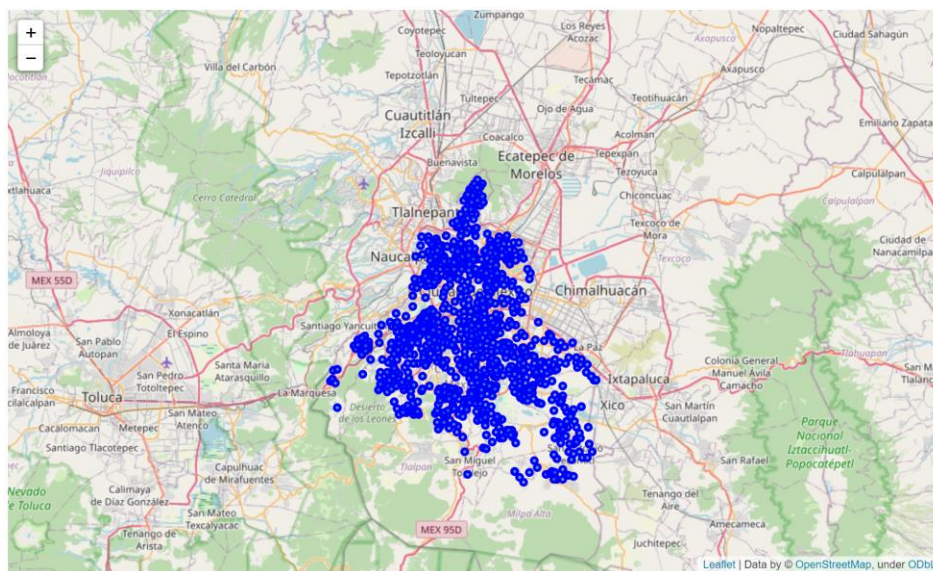 +
−
Zumpango
Los Reyes
Acozac
Nopaltepec
Ciudad Sahagún
Coyotepec
Teoloyucan
Axapusco
Axapusco
Villa del Carbón
Tepotzotlán
Tecámac
Tultepec
Ojo de Agua
Teotihuacán
Cuautitlán
Izcalli
Emiliano Zapata
Coacalco
Acolman
Buenavista
Ecatepec de
Morelos
Tepexpan
Jiquipilco
Tezoyuca
Calpulalpan
Cerro Catedral
Chiconcuac
Calpulalpan
Tlalnepan
Texcoco de
Mora
Texcoco
Ciudad de
Nanacamilpa
Nauca
MEX 55D
Chimalhuacán
Xonacatlán
Santiago Yancuit
Almoloya
de Juárez
El Espino
San Pablo
Autopan
La Paz
Santa María
Atarasquillo
Colonia General
Manuel Ávila
Camacho
Tlahuapan
San Pedro
Totoltepec
Ixtapaluca
Francisco
Toluca
La Marquesa
Xico
San Martín
Cuautlalpan
San Mateo
Atenco
Desierto
de los Leones
Cacalomacan
Metepec
Santiago Tlacotepec
Parque
Nacional
Iztaccíhuatl-
Popocatépetl
Tlalpan
San Miguel
San Rafael
Capulhuac
de Mirafuentes
Nevado
de Toluca
Calimaya
de Díaz González
San Mateo
Texcalyacac
Milpa Alta
Tenango del
Aire
MEX 95D
Amecameca
Tenango de
Arista
Juchitepec
Leaflet | Data by © OpenStreetMap, under ODbL